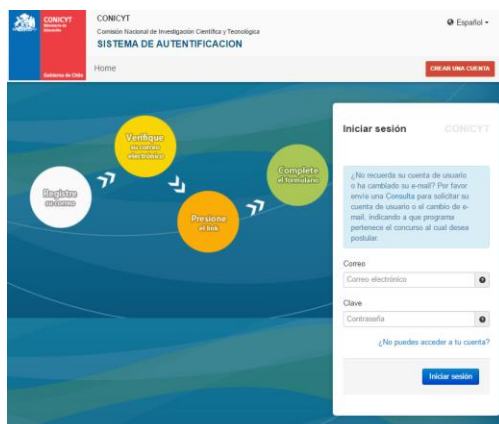 CONICYT
Ministerio de
Educación
Gobierno de Chile
CONICYT
Comisión Nacional de Investigación Científica y Tecnológica
SISTEMA DE AUTENTIFICACION
Español
Home
CREAR UNA CUENTA
Registre
su correo
Verifique
su correo
electrónico
Presione
el link
Complete
el formulario
Iniciar sesión
CONICYT
¿No recuerda su cuenta de usuario
o ha cambiado su e-mail? Por favor
envíe una Consulta para solicitar su
cuenta de usuario o el cambio de e-
mail, indicando a que programa
pertenece el concurso al cual desea
postular.
Correo
Correo electrónico
Clave
Contraseña
¿No puedes acceder a tu cuenta?
Iniciar sesión